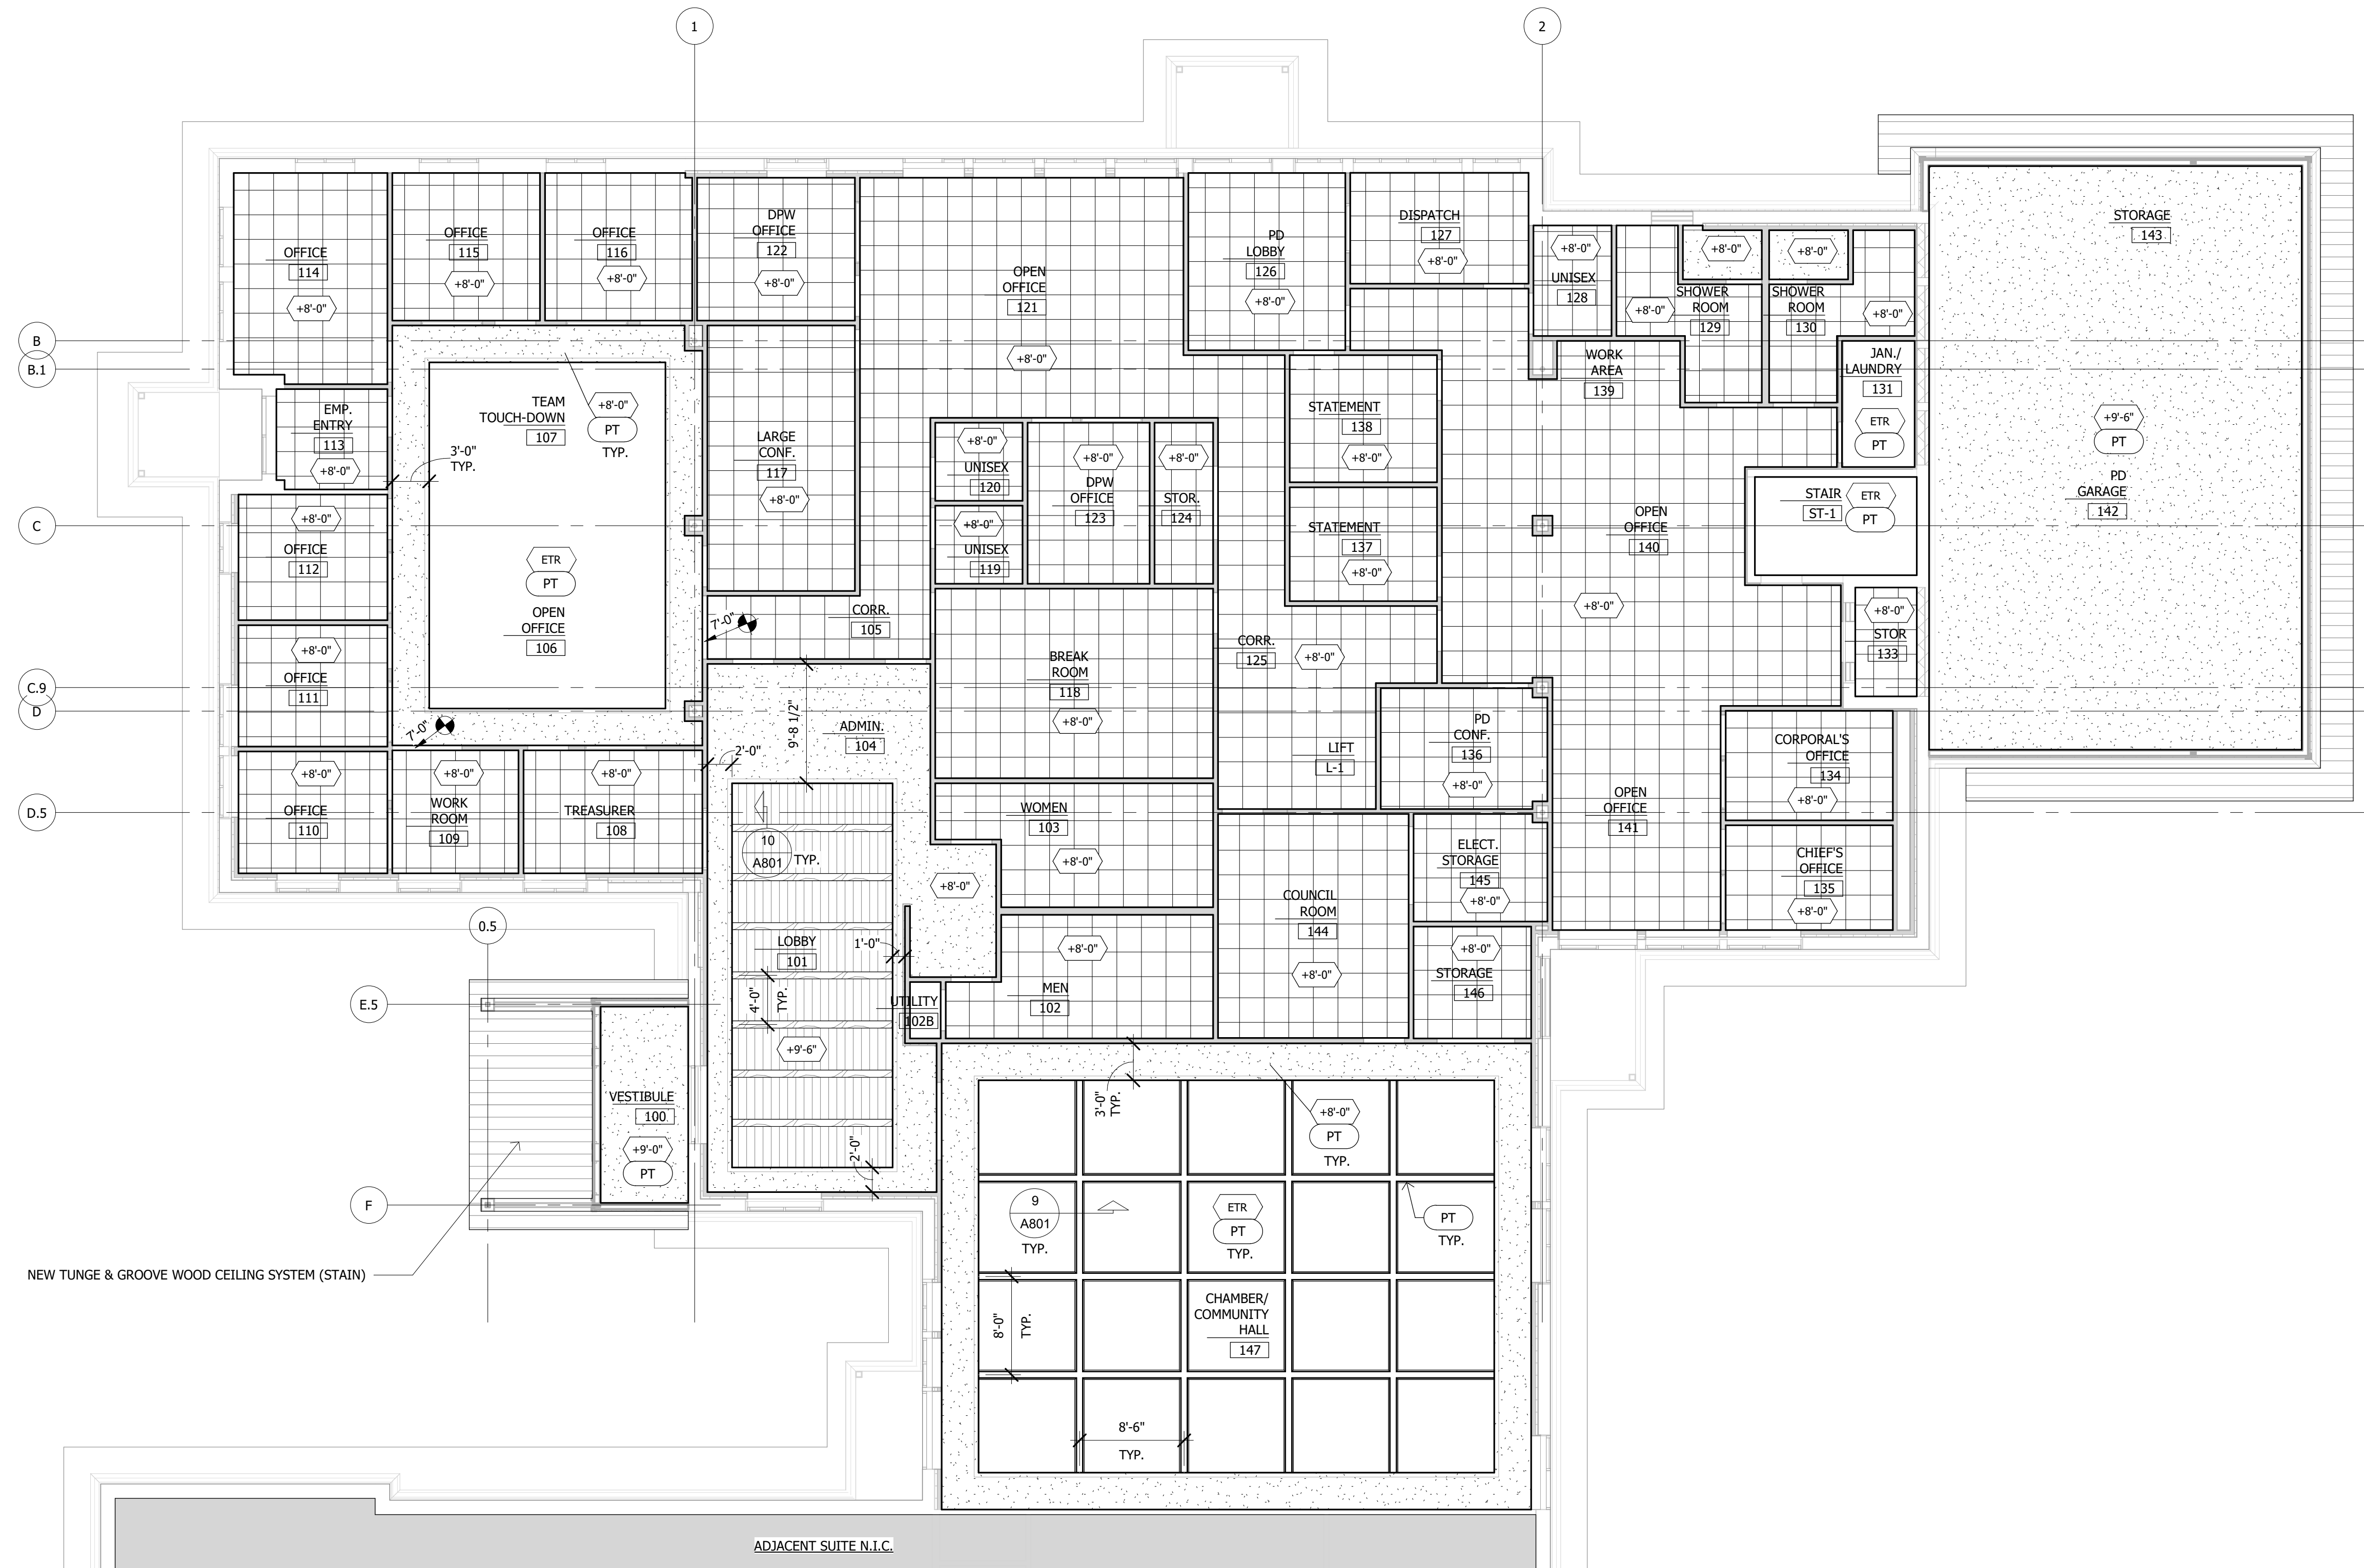 1
2
B
B.1
C
C.9
D
D.5
0.5
E.5
F
OFFICE
114
+8'-0"
OFFICE
115
+8'-0"
OFFICE
116
+8'-0"
DPW
OFFICE
122
+8'-0"
OPEN
OFFICE
121
+8'-0"
PD
LOBBY
126
+8'-0"
DISPATCH
127
+8'-0"
+8'-0"
UNISEX
128
+8'-0"
+8'-0"
SHOWER
ROOM
129
+8'-0"
SHOWER
ROOM
130
+8'-0"
STORAGE
143
JAN./
LAUNDRY
131
ETR
PT
WORK
AREA
139
+9'-6"
PT
PD
GARAGE
142
EMP.
ENTRY
113
+8'-0"
TEAM
TOUCH-DOWN
107
+8'-0"
PT
TYP.
3'-0"
TYP.
LARGE
CONF.
117
+8'-0"
+8'-0"
UNISEX
120
+8'-0"
UNISEX
119
+8'-0"
DPW
OFFICE
123
+8'-0"
STOR.
124
STATEMENT
138
+8'-0"
STATEMENT
137
+8'-0"
OPEN
OFFICE
140
+8'-0"
STAIR
ST-1
ETR
PT
+8'-0"
STOR
133
+8'-0"
OFFICE
112
+8'-0"
OFFICE
111
+8'-0"
OFFICE
110
ETR
PT
OPEN
OFFICE
106
7'-0"
7'-0"
CORR.
105
BREAK
ROOM
118
+8'-0"
CORR.
125
+8'-0"
9'-8 1/2"
ADMIN.
104
2'-0"
LIFT
L-1
PD
CONF.
136
+8'-0"
CORPORAL'S
OFFICE
134
+8'-0"
+8'-0"
WORK
ROOM
109
+8'-0"
TREASURER
108
10
A801
TYP.
WOMEN
103
+8'-0"
+8'-0"
OPEN
OFFICE
141
CHIEF'S
OFFICE
135
+8'-0"
ELECT.
STORAGE
145
+8'-0"
COUNCIL
ROOM
144
+8'-0"
LOBBY
101
1'-0"
4'-0"
TYP.
+9'-6"
2'-0"
UTILITY
102B
+8'-0"
MEN
102
+8'-0"
STORAGE
146
VESTIBULE
100
+9'-0"
PT
3'-0"
TYP.
+8'-0"
PT
TYP.
9
A801
TYP.
ETR
PT
TYP.
PT
TYP.
NEW TUNGE & GROOVE WOOD CEILING SYSTEM (STAIN)
8'-0"
TYP.
CHAMBER/
COMMUNITY
HALL
147
8'-6"
TYP.
ADJACENT SUITE N.I.C.